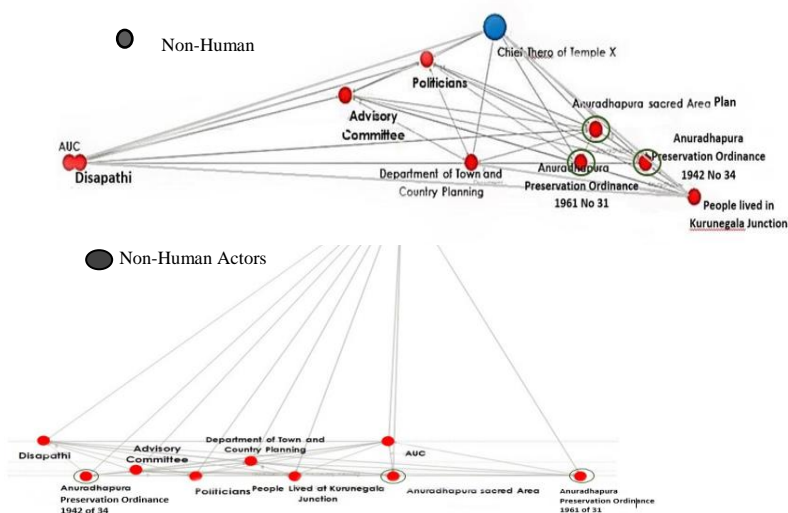 Non-Human
Chief Thero of Temple X
Politicians
Anuradhapura sacred Area Plan
Advisory
Committee
AUC
Disapathi
Anuradhapura
Preservation Ordinance
1942 No 34
Department of Town and
Country Planning
Anuradhapura
Preservation Ordinance
1961 No 31
People lived in
Kurunegala Junction
Non-Human Actors
Disapathi
Advisory
Committee
Department of Town and
Country Planning
AUC
Anuradhapura
Preservation Ordinance
1942 of 34
Politicians
People Lived at Kurunegala
Junction
Anuradhapura sacred Area
Anuradhapura
Preservation Ordinance
1961 of 31